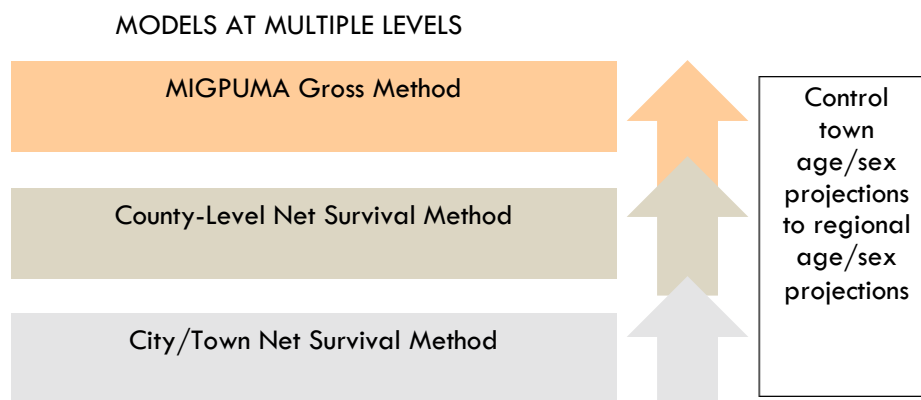 MODELS AT MULTIPLE LEVELS
MIGPUMA Gross Method
County-Level Net Survival Method
City/Town Net Survival Method
Control
town
age/sex
projections
to regional
age/sex
projections